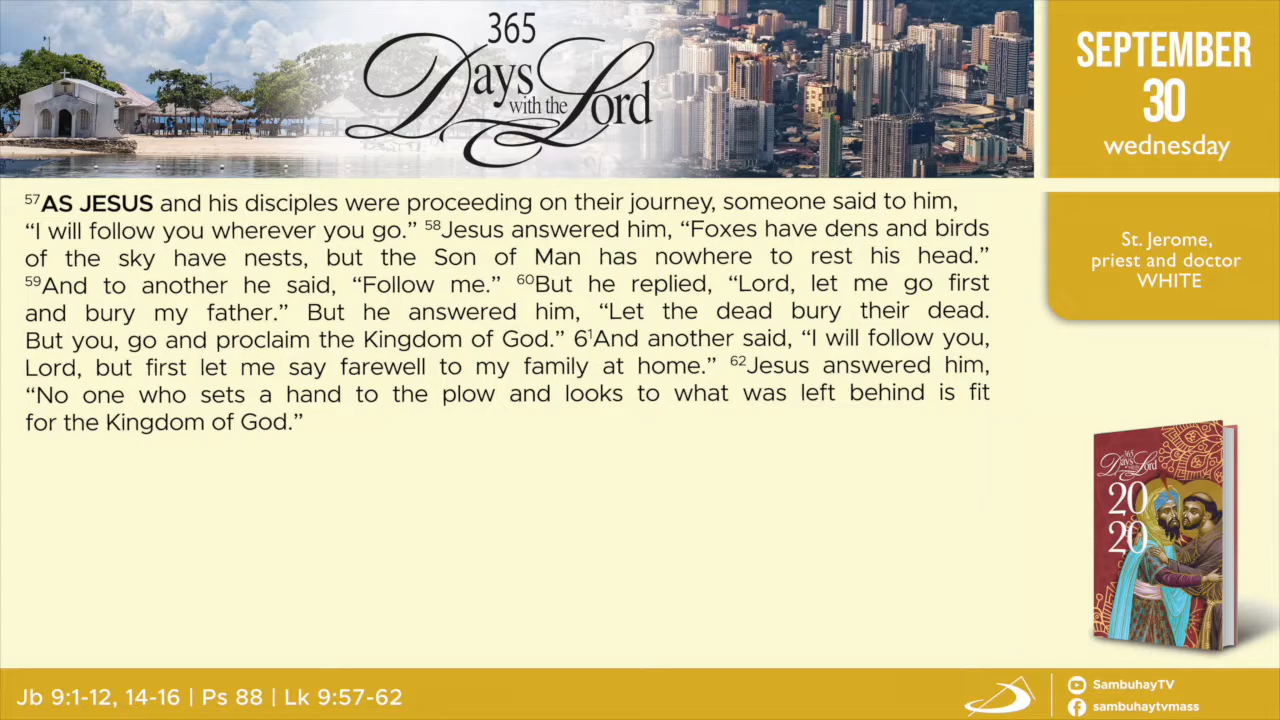 365
Days with the Lord
SEPTEMBER
30
wednesday
St. Jerome,
priest and doctor
WHITE
57AS JESUS and his disciples were proceeding on their journey, someone said to him,
“I will follow you wherever you go.” 58Jesus answered him, “Foxes have dens and birds
of the sky have nests, but the Son of Man has nowhere to rest his head.”
59And to another he said, “Follow me.” 60But he replied, “Lord, let me go first
and bury my father.” But he answered him, “Let the dead bury their dead.
But you, go and proclaim the Kingdom of God.” 61And another said, “I will follow you,
Lord, but first let me say farewell to my family at home.” 62Jesus answered him,
“No one who sets a hand to the plow and looks to what was left behind is fit
for the Kingdom of God.”
365
Days with the Lord
20
20
Jb 9:1-12, 14-16 | Ps 88 | Lk 9:57-62
SambuhayTV
sambuhaytvmass